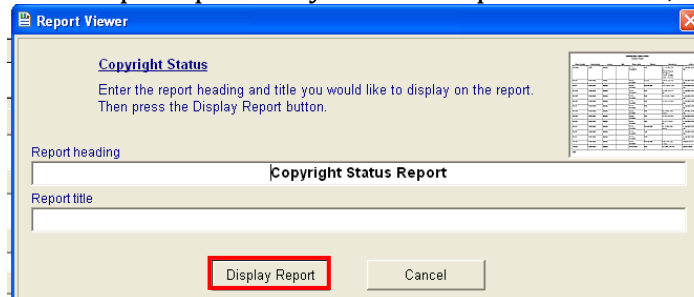 Report Viewer
Copyright Status
Enter the report heading and title you would like to display on the report.
Then press the Display Report button.
Report heading
Copyright Status Report
Report title
Display Report
Cancel